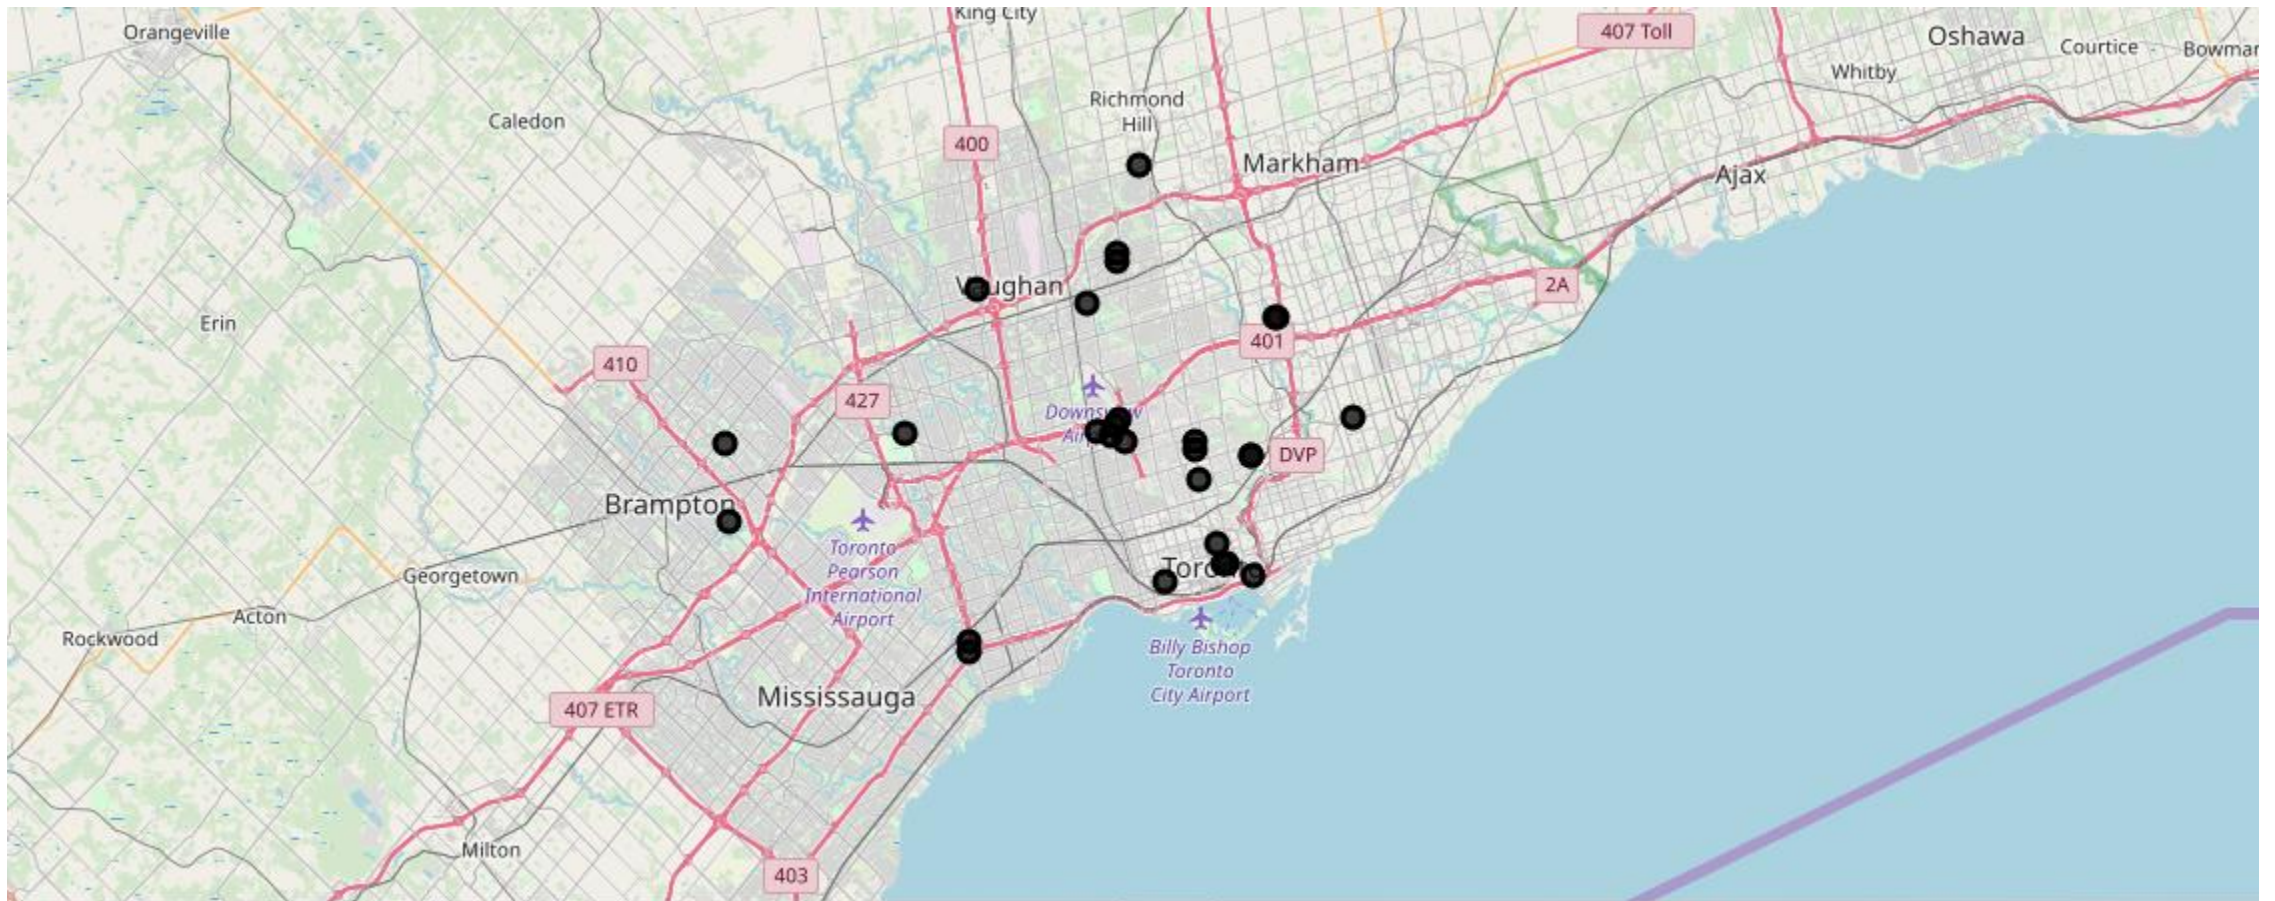 King City
Orangeville
407 Toll
Oshawa
Courtice
Bowmar
Whitby
Richmond
Hill
Caledon
400
Markham
Ajax
Vaughan
2A
Erin
401
410
427
Downsview
Airport
DVP
Brampton
Toronto
Pearson
International
Airport
Toronto
Georgetown
Acton
Rockwood
Billy Bishop
Toronto
City Airport
Mississauga
407 ETR
Milton
403